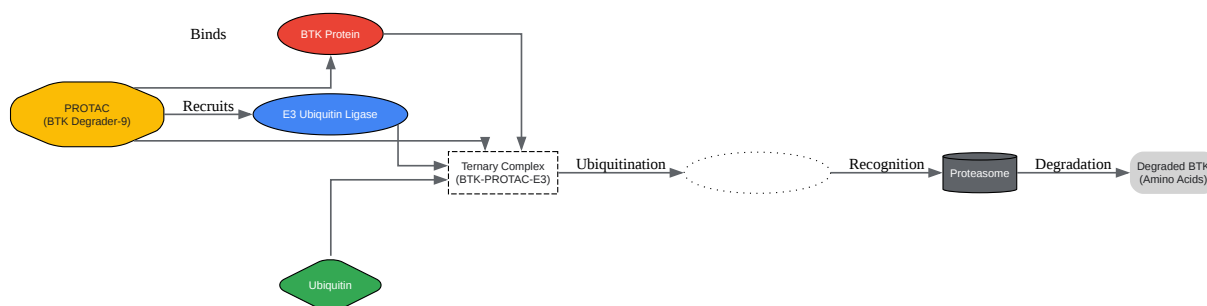 Binds
BTK Protein
PROTAC
(BTK Degrader-9)
Recruits
E3 Ubiquitin Ligase
Ternary Complex
(BTK-PROTAC-E3)
Ubiquitination
Recognition
Proteasome
Degradation
Degraded BTK
(Amino Acids)
Ubiquitin